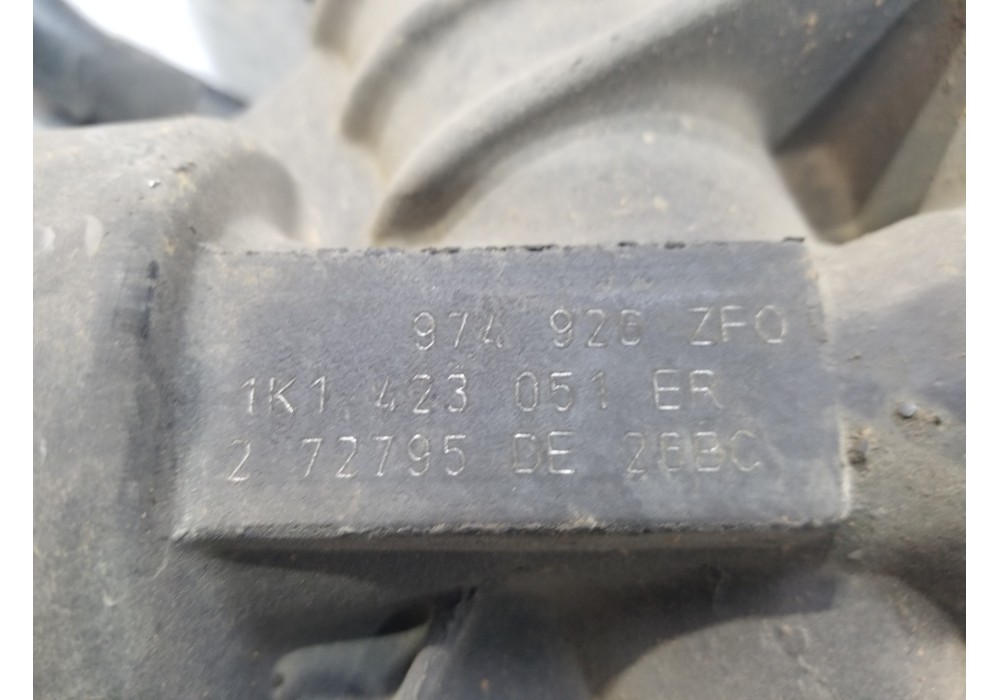 974 926 ZFO
1K1 423 051 ER
2 72795 DE 26BC